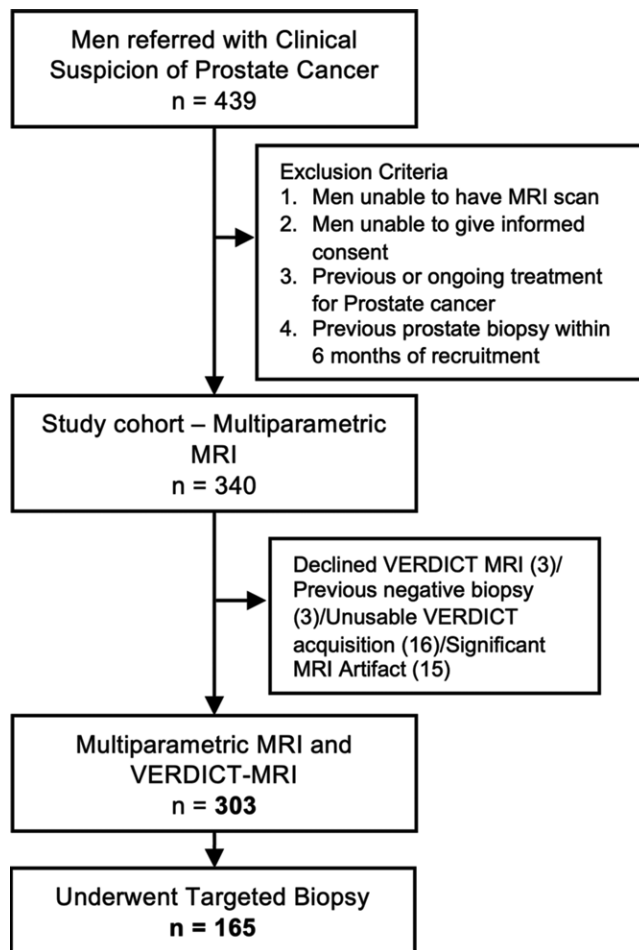 Men referred with Clinical
Suspicion of Prostate Cancer
n = 439
Exclusion Criteria
1. Men unable to have MRI scan
2. Men unable to give informed
consent
3. Previous or ongoing treatment
for Prostate cancer
4. Previous prostate biopsy within
6 months of recruitment
Study cohort – Multiparametric
MRI
n = 340
Declined VERDICT MRI (3)/
Previous negative biopsy
(3)/Unusable VERDICT
acquisition (16)/Significant
MRI Artifact (15)
Multiparametric MRI and
VERDICT-MRI
n = 303
Underwent Targeted Biopsy
n = 165